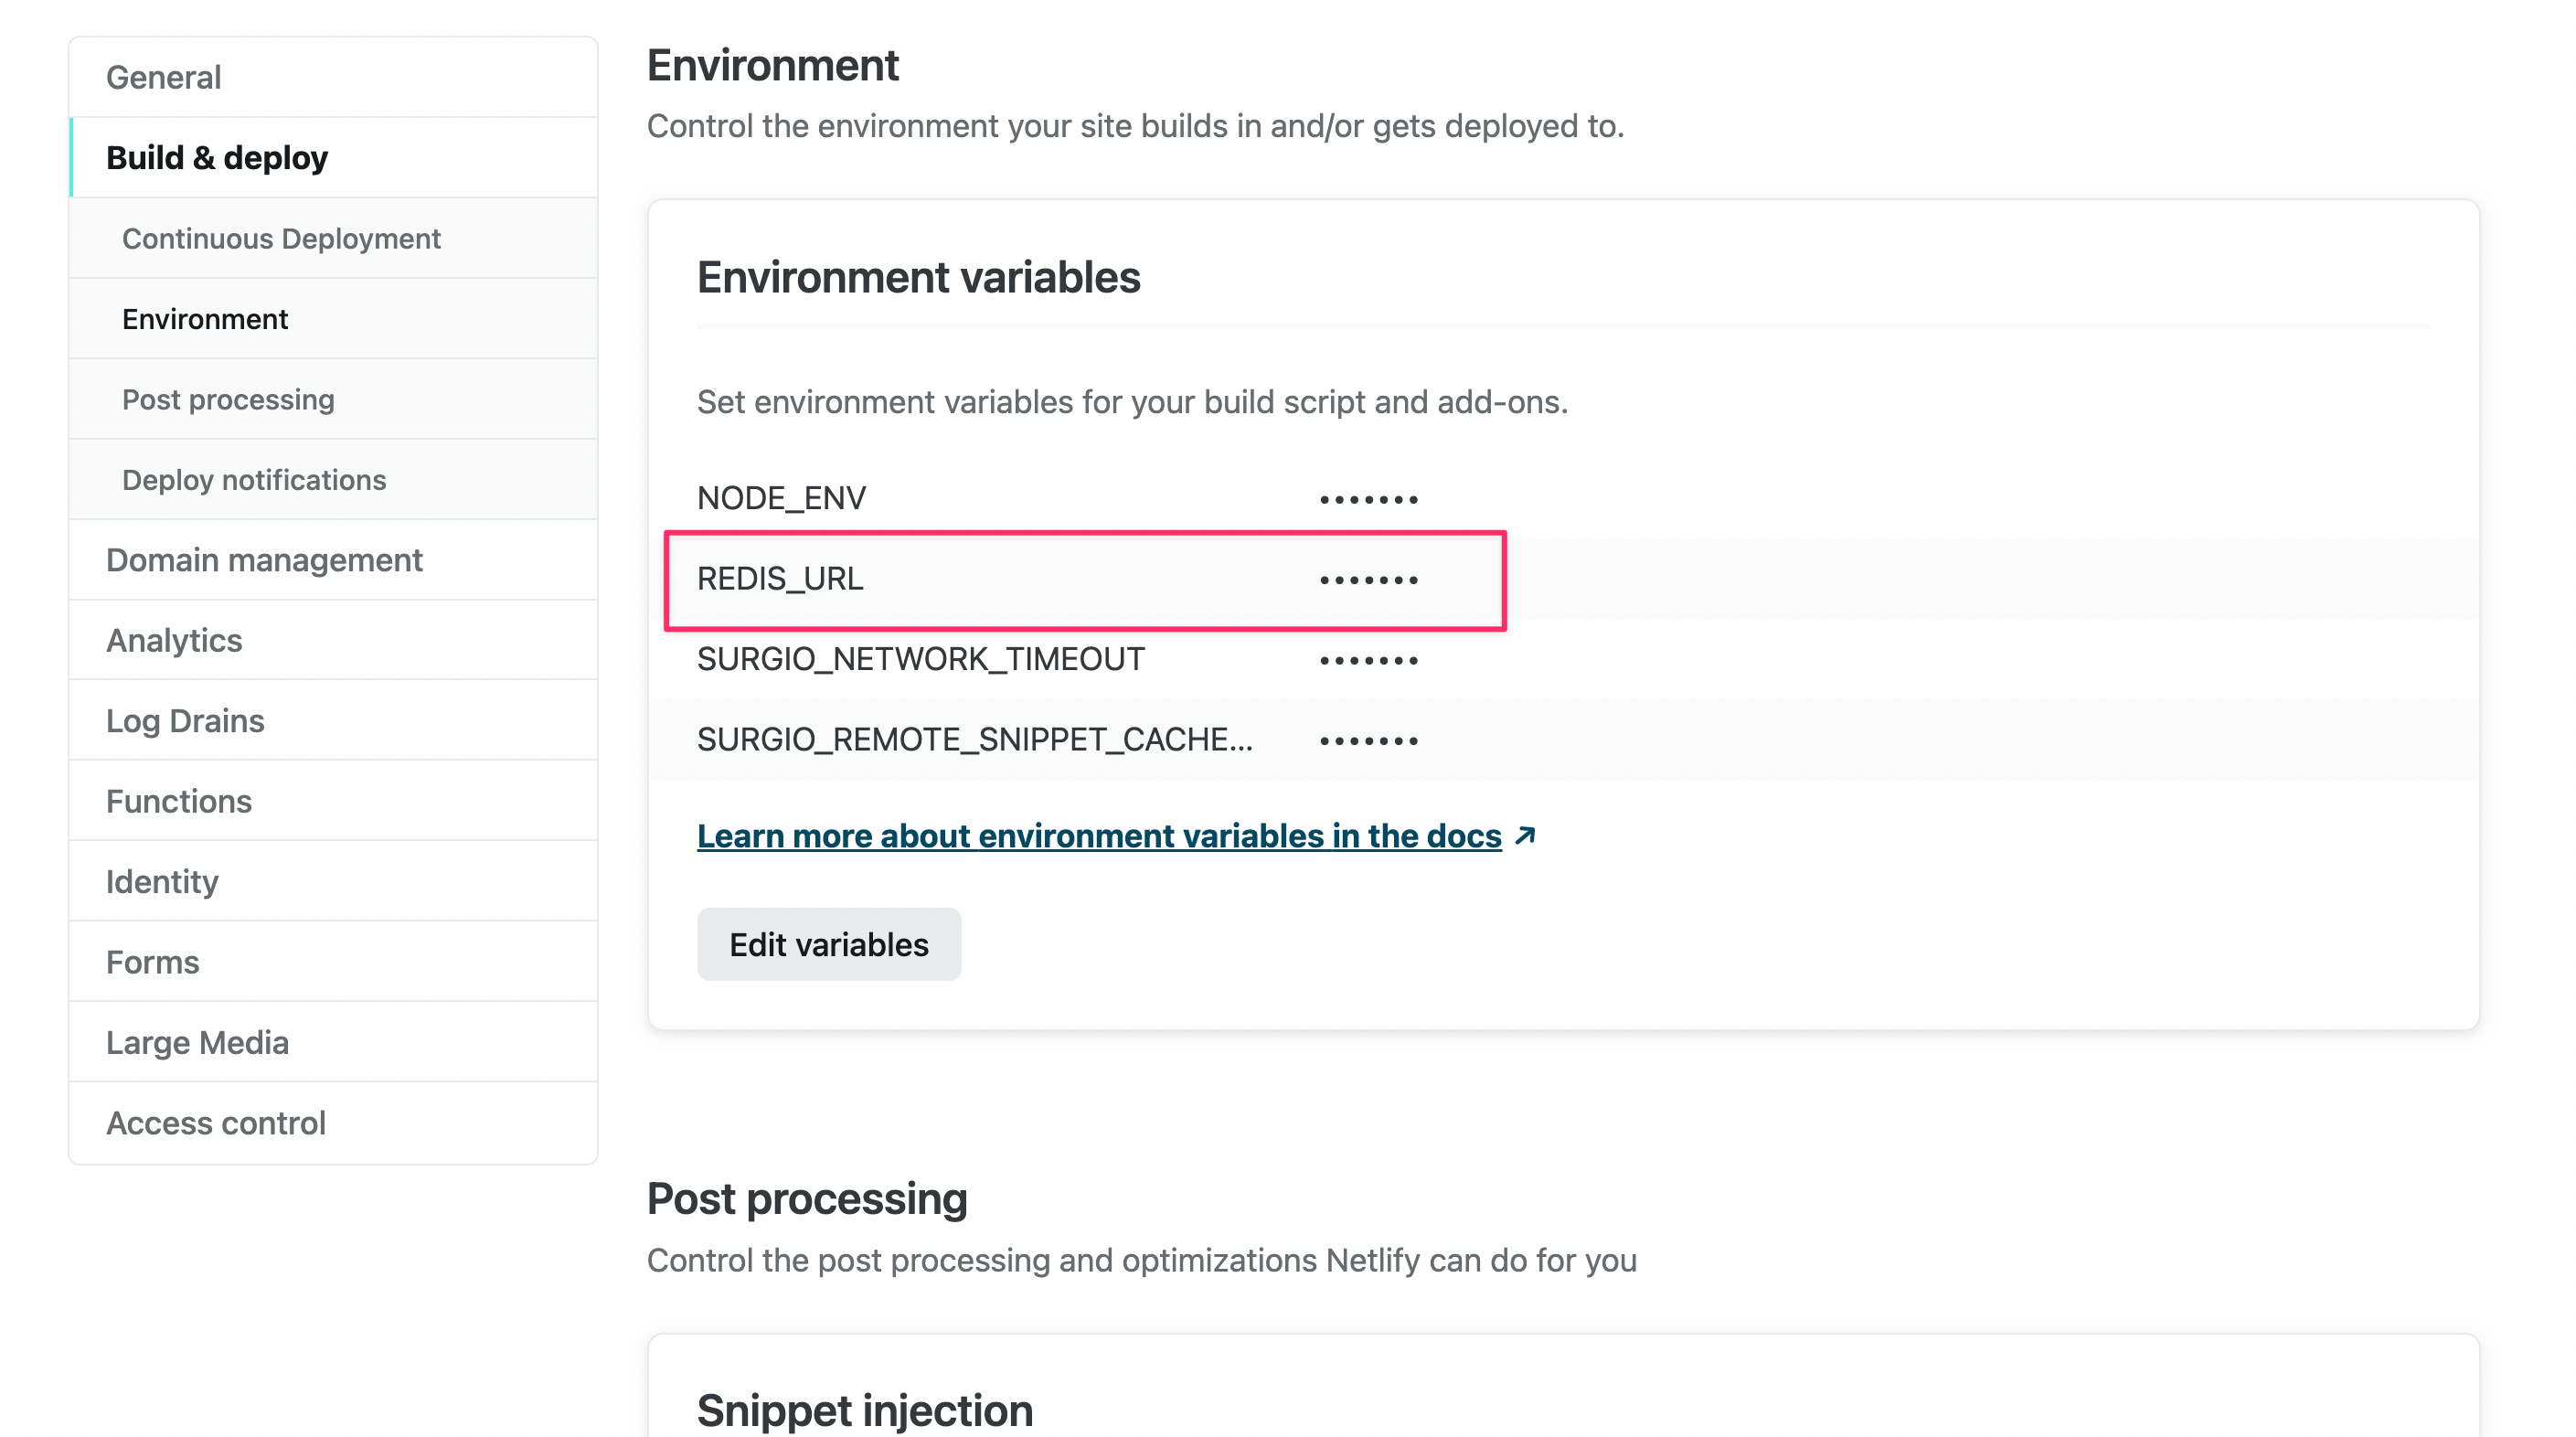 General
Build & deploy
Continuous Deployment
Environment
Post processing
Deploy notifications
Domain management
Analytics
Log Drains
Functions
Identity
Forms
Large Media
Access control
Environment
Control the environment your site builds in and/or gets deployed to.
Environment variables
Set environment variables for your build script and add-ons.
NODE_ENV •••••••
REDIS_URL •••••••
SURGIO_NETWORK_TIMEOUT •••••••
SURGIO_REMOTE_SNIPPET_CACHE... •••••••
Learn more about environment variables in the docs ↗
Edit variables
Post processing
Control the post processing and optimizations Netlify can do for you
Snippet injection